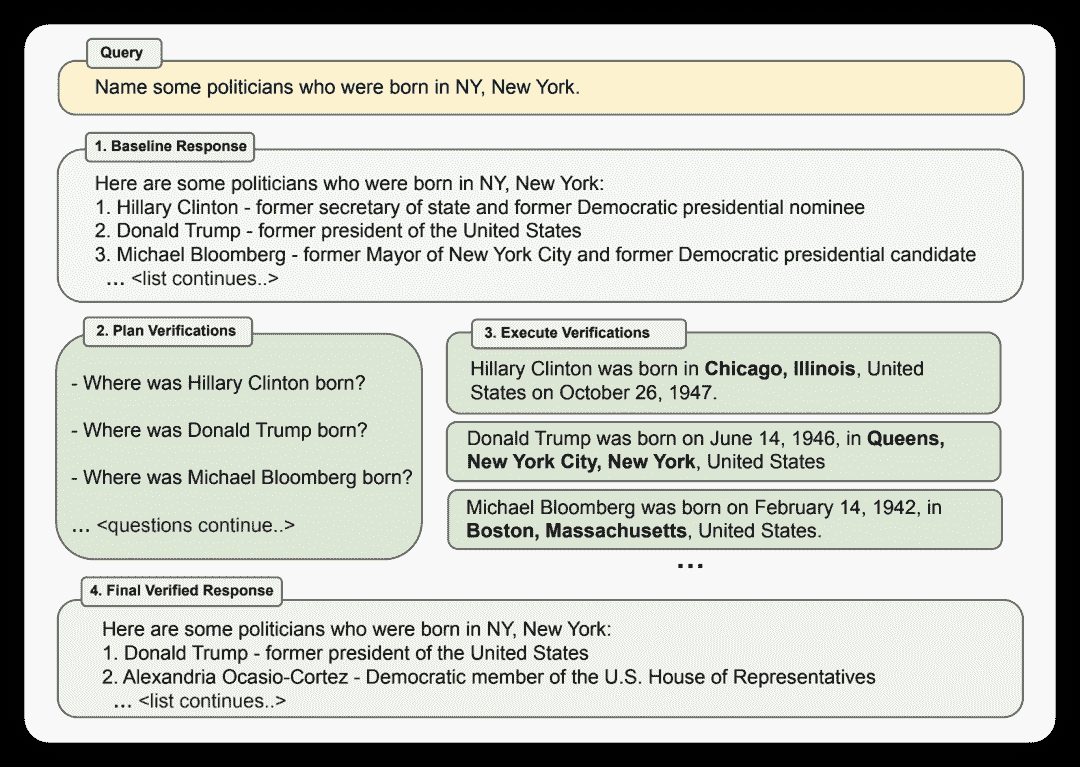 Query
Name some politicians who were born in NY, New York.
1. Baseline Response
Here are some politicians who were born in NY, New York:
1. Hillary Clinton - former secretary of state and former Democratic presidential nominee
2. Donald Trump - former president of the United States
3. Michael Bloomberg - former Mayor of New York City and former Democratic presidential candidate
... <list continues..>
2. Plan Verifications
- Where was Hillary Clinton born?
- Where was Donald Trump born?
- Where was Michael Bloomberg born?
... <questions continue..>
3. Execute Verifications
Hillary Clinton was born in Chicago, Illinois, United
States on October 26, 1947.
Donald Trump was born on June 14, 1946, in Queens,
New York City, New York, United States
Michael Bloomberg was born on February 14, 1942, in
Boston, Massachusetts, United States.
...
4. Final Verified Response
Here are some politicians who were born in NY, New York:
1. Donald Trump - former president of the United States
2. Alexandria Ocasio-Cortez - Democratic member of the U.S. House of Representatives
... <list continues..>